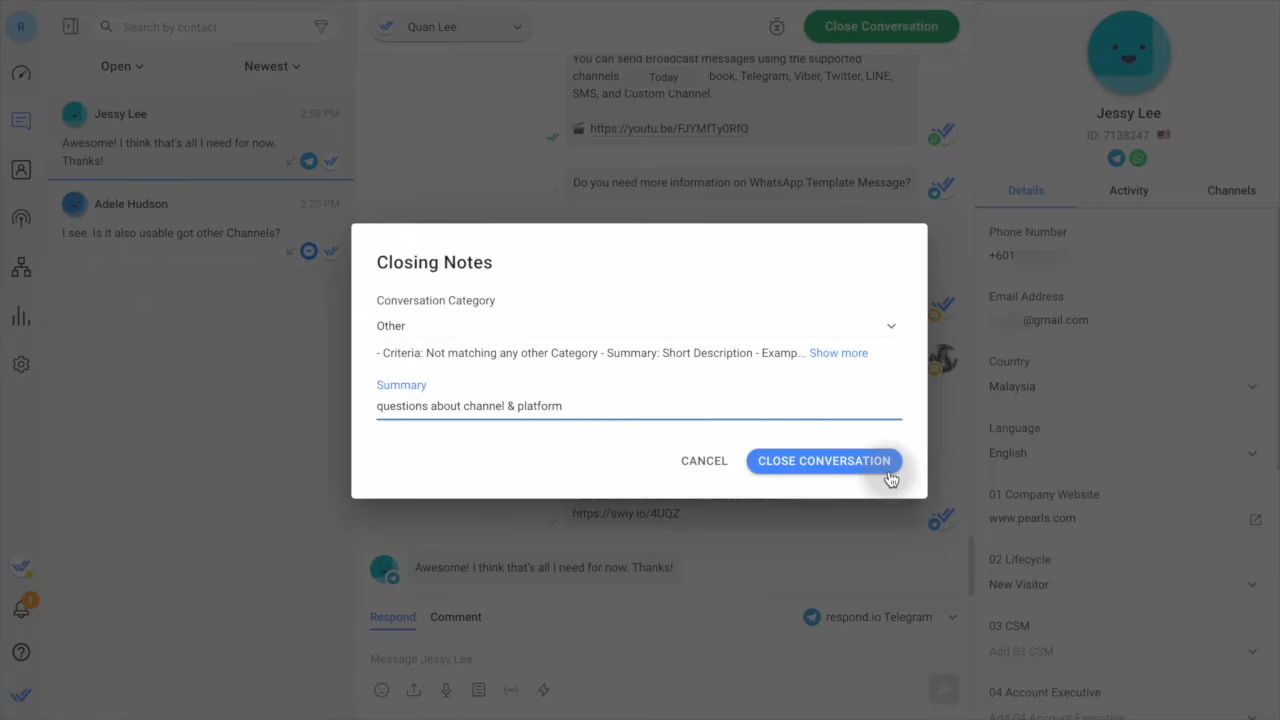 R
Search by contact
Open
Newest
Jessy Lee
2:58 PM
Awesome! I think that's all I need for now.
Thanks!
Adele Hudson
2:20 PM
I see. Is it also usable got other Channels?
1
Quan Lee
Close Conversation
You can send Broadcast messages using the supported
channels
Today
book, Telegram, Viber, Twitter, LINE,
SMS, and Custom Channel.
https://youtu.be/FJYMfTy0RfQ
Do you need more information on WhatsApp Template Message?
Closing Notes
Conversation Category
Other
- Criteria: Not matching any other Category - Summary: Short Description - Examp... Show more
Summary
questions about channel & platform
CANCEL
CLOSE CONVERSATION
https://swiy.io/4UQZ
Awesome! I think that's all I need for now. Thanks!
Respond
Comment
respond.io Telegram
Message Jessy Lee
Jessy Lee
ID: 7138247
Details
Activity
Channels
Phone Number
+601
Email Address
@gmail.com
Country
Malaysia
Language
English
01 Company Website
www.pearls.com
02 Lifecycle
New Visitor
03 CSM
Add 03 CSM
04 Account Executive
Add 04 Account Executive